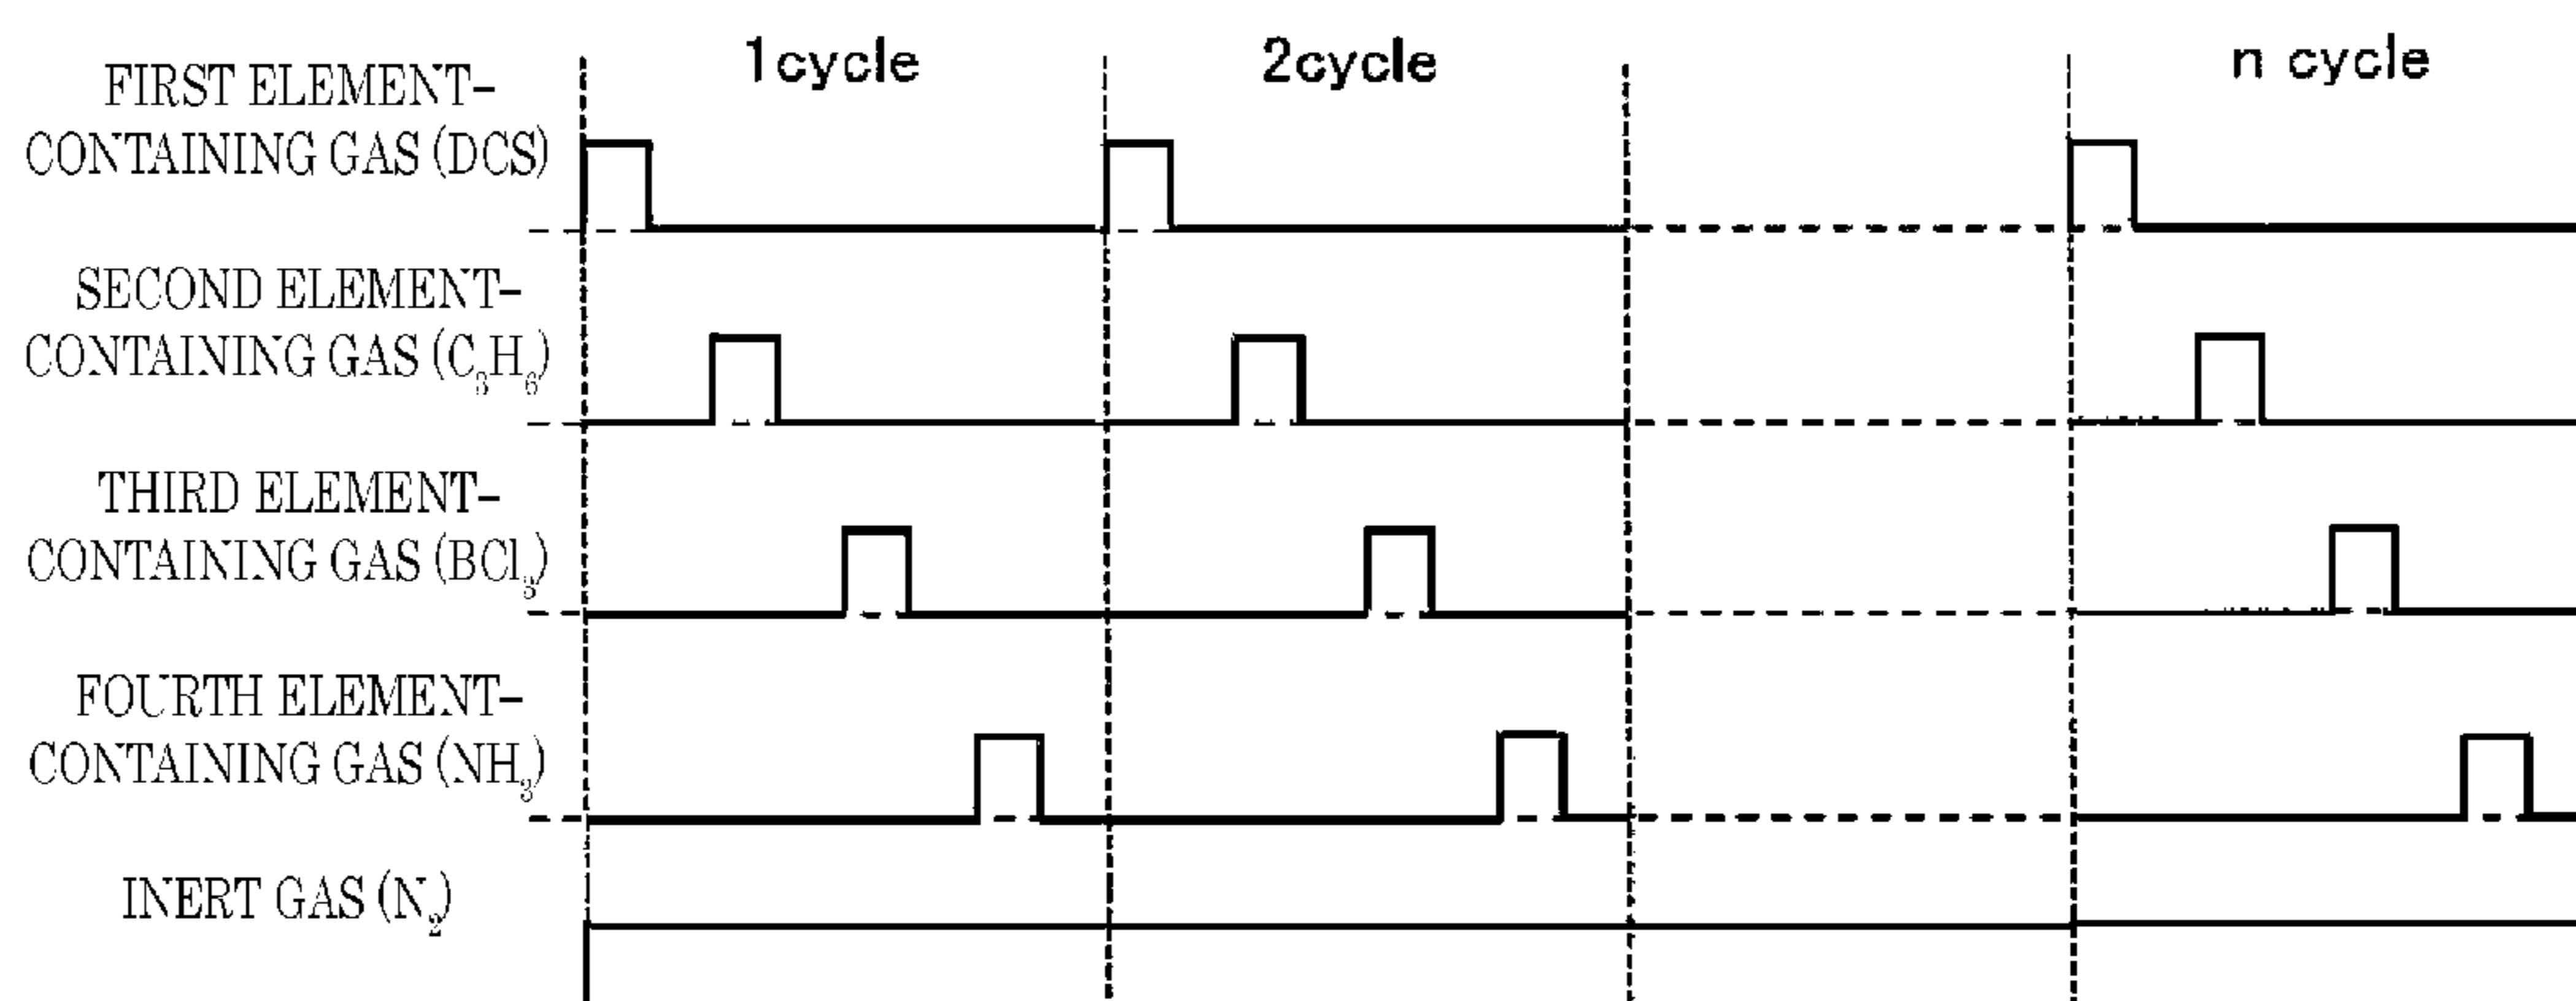 1cycle 2cycle n cycle
FIRST ELEMENT-
CONTAINING GAS (DCS)
SECOND ELEMENT-
CONTAINING GAS (C₃H₆)
THIRD ELEMENT-
CONTAINING GAS (BCl₃)
FOURTH ELEMENT-
CONTAINING GAS (NH₃)
INERT GAS (N₂)